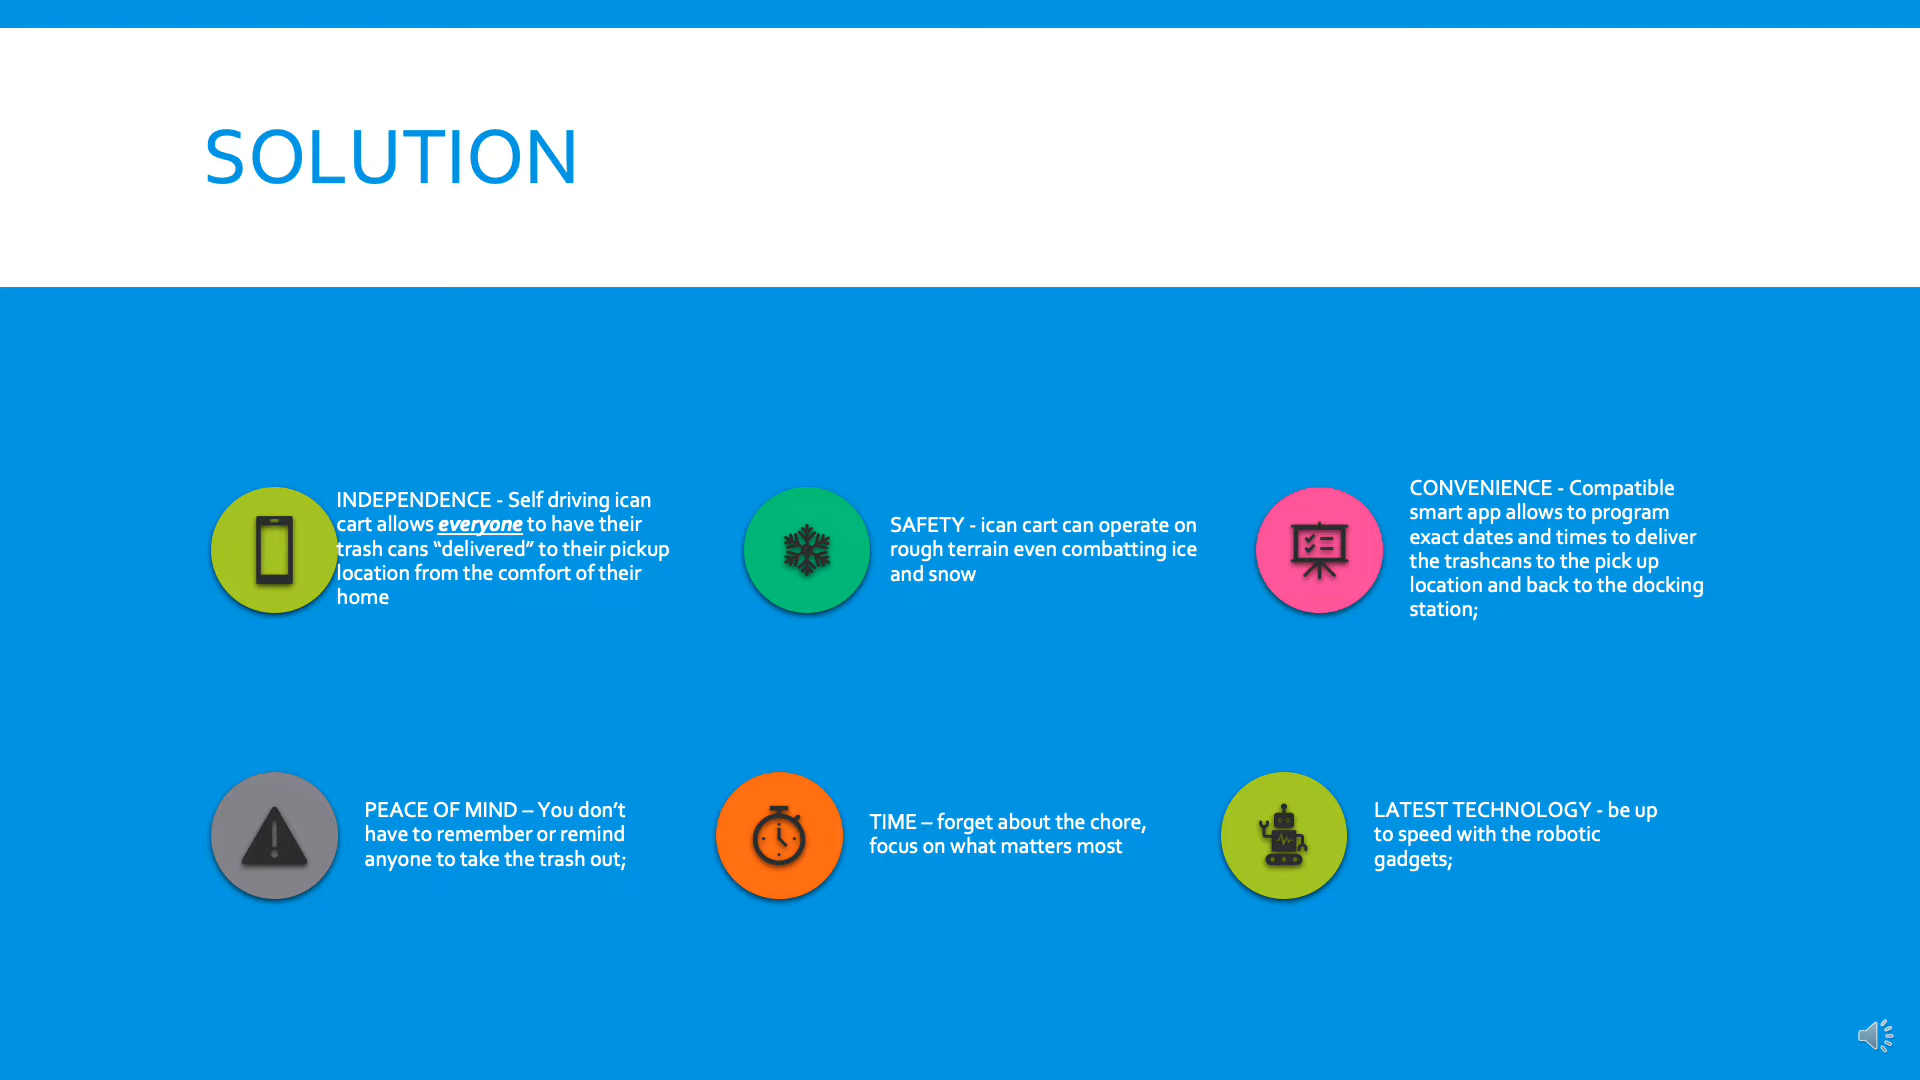 SOLUTION
INDEPENDENCE - Self driving ican
cart allows everyone to have their
trash cans “delivered” to their pickup
location from the comfort of their
home
SAFETY - ican cart can operate on
rough terrain even combatting ice
and snow
CONVENIENCE - Compatible
smart app allows to program
exact dates and times to deliver
the trashcans to the pick up
location and back to the docking
station;
PEACE OF MIND – You don’t
have to remember or remind
anyone to take the trash out;
TIME – forget about the chore,
focus on what matters most
LATEST TECHNOLOGY - be up
to speed with the robotic
gadgets;